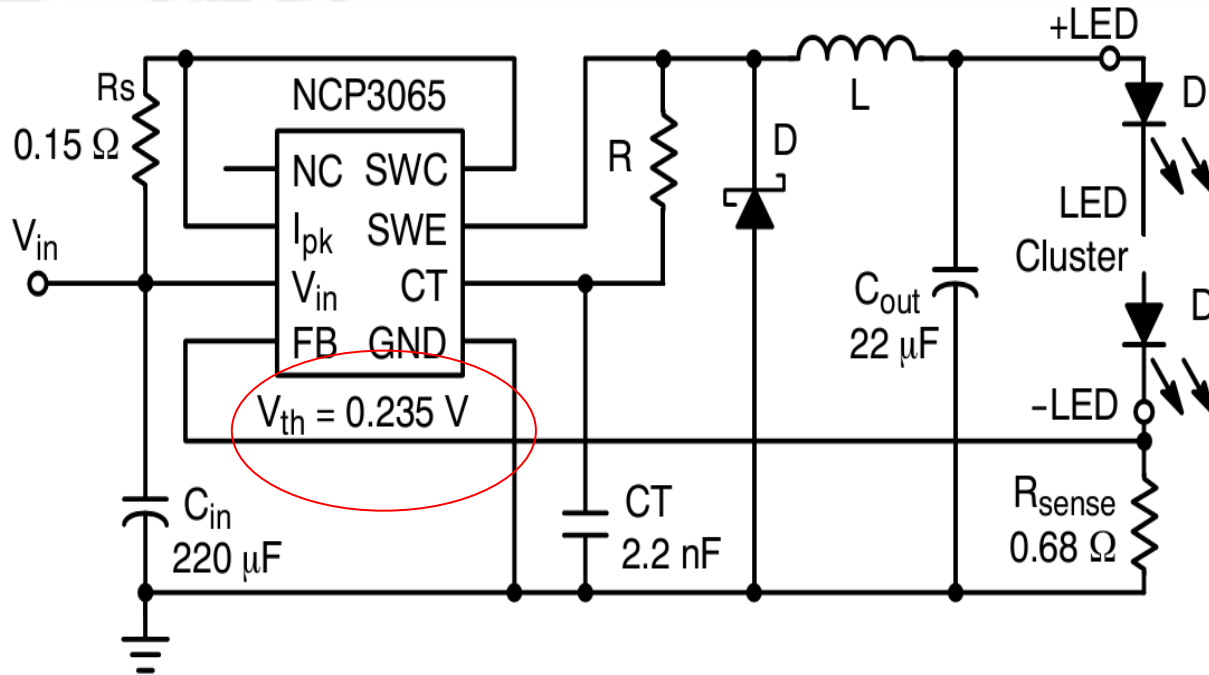 +LED
Rs
0.15 Ω
NCP3065
L
D
R
D
NC SWC
Ipk SWE
Vin
Vin CT
FB GND
LED
Cluster
Cout
22 μF
D
Vth = 0.235 V
–LED
Cin
220 μF
CT
2.2 nF
Rsense
0.68 Ω